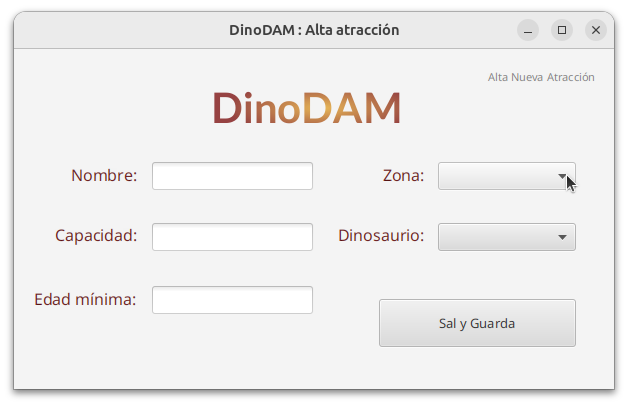 DinoDAM : Alta atracción
Alta Nueva Atracción
DinoDAM
Nombre:
Zona:
Capacidad:
Dinosaurio:
Edad mínima:
Sal y Guarda